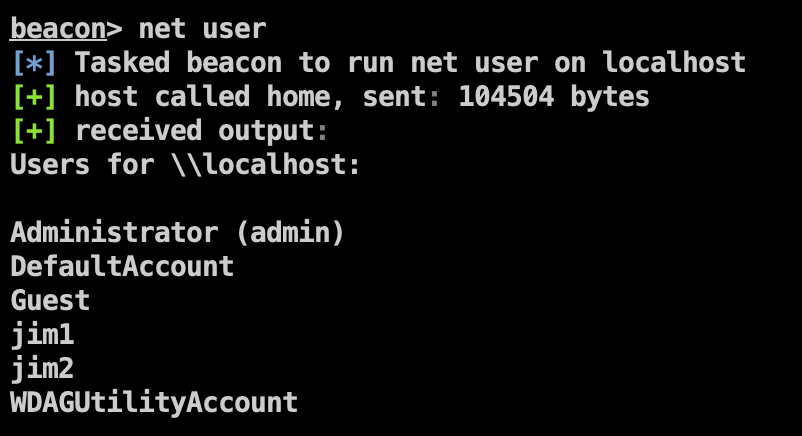 beacon> net user
[*] Tasked beacon to run net user on localhost
[+] host called home, sent: 104504 bytes
[+] received output:
Users for \\localhost:
Administrator (admin)
DefaultAccount
Guest
jim1
jim2
WDAGUtilityAccount